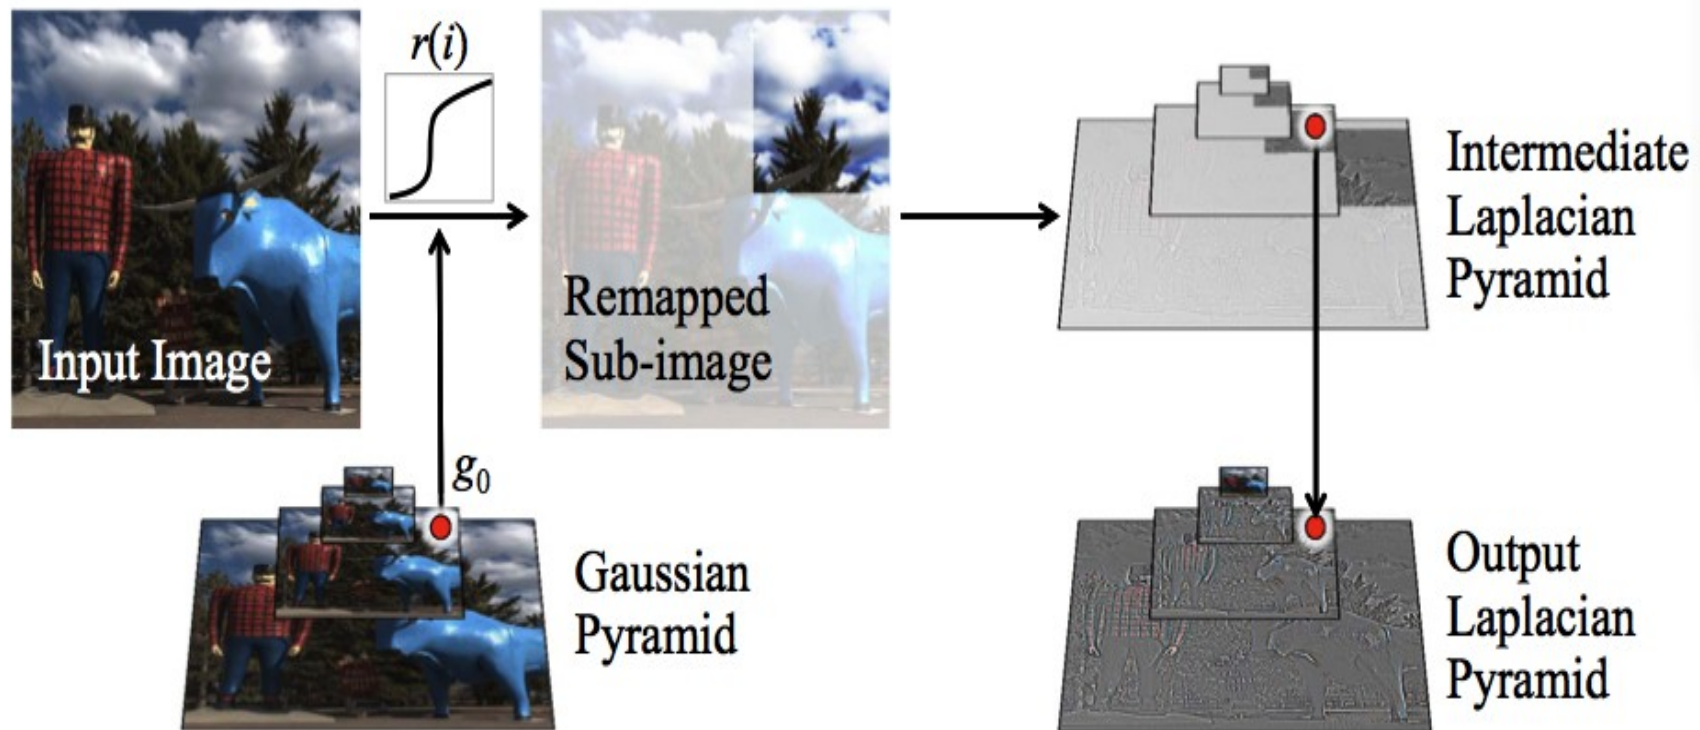 r(i)
Input Image
Remapped
Sub-image
Intermediate
Laplacian
Pyramid
g₀
Gaussian
Pyramid
Output
Laplacian
Pyramid